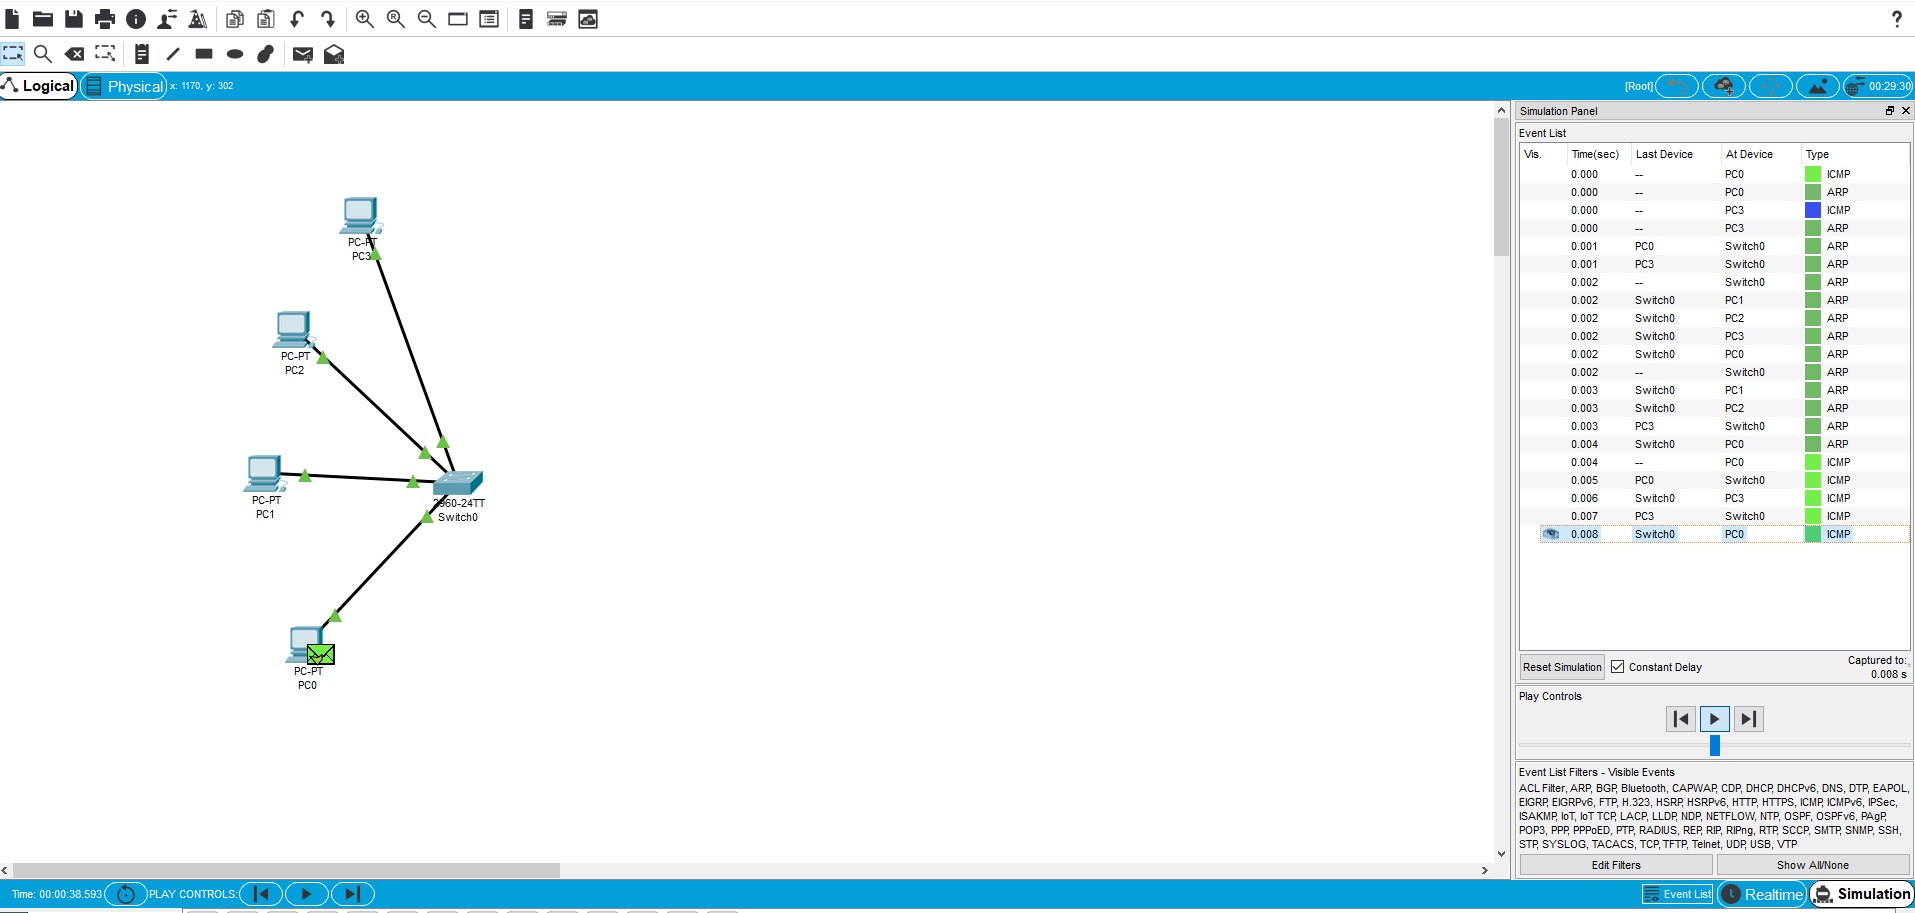 ?
Logical
Physical
x: 1170, y: 302
[Root]
00:29:30
Simulation Panel
Event List
Vis. Time(sec) Last Device At Device Type
0.000 -- PC0 ICMP
0.000 -- PC0 ARP
0.000 -- PC3 ICMP
0.000 -- PC3 ARP
0.001 PC0 Switch0 ARP
0.001 PC3 Switch0 ARP
0.002 -- Switch0 ARP
0.002 Switch0 PC1 ARP
0.002 Switch0 PC2 ARP
0.002 Switch0 PC3 ARP
0.002 Switch0 PC0 ARP
0.002 -- Switch0 ARP
0.003 Switch0 PC1 ARP
0.003 Switch0 PC2 ARP
0.003 PC3 Switch0 ARP
0.004 Switch0 PC0 ARP
0.004 -- PC0 ICMP
0.005 PC0 Switch0 ICMP
0.006 Switch0 PC3 ICMP
0.007 PC3 Switch0 ICMP
0.008 Switch0 PC0 ICMP
PC-PT
PC3
PC-PT
PC2
PC-PT
PC1
2960-24TT
Switch0
PC-PT
PC0
Reset Simulation
Constant Delay
Captured to:
0.008 s
Play Controls
Event List Filters - Visible Events
ACL Filter, ARP, BGP, Bluetooth, CAPWAP, CDP, DHCP, DHCPv6, DNS, DTP, EAPOL,
EIGRP, EIGRPv6, FTP, H.323, HSRP, HSRPv6, HTTP, HTTPS, ICMP, ICMPv6, IPSec,
ISAKMP, IoT, IoT TCP, LACP, LLDP, NDP, NETFLOW, NTP, OSPF, OSPFv6, PAgP,
POP3, PPP, PPPoED, PTP, RADIUS, REP, RIP, RIPng, RTP, SCCP, SMTP, SNMP, SSH,
STP, SYSLOG, TACACS, TCP, TFTP, Telnet, UDP, USB, VTP
Edit Filters
Show All/None
Time: 00:00:38.593
PLAY CONTROLS:
Event List
Realtime
Simulation